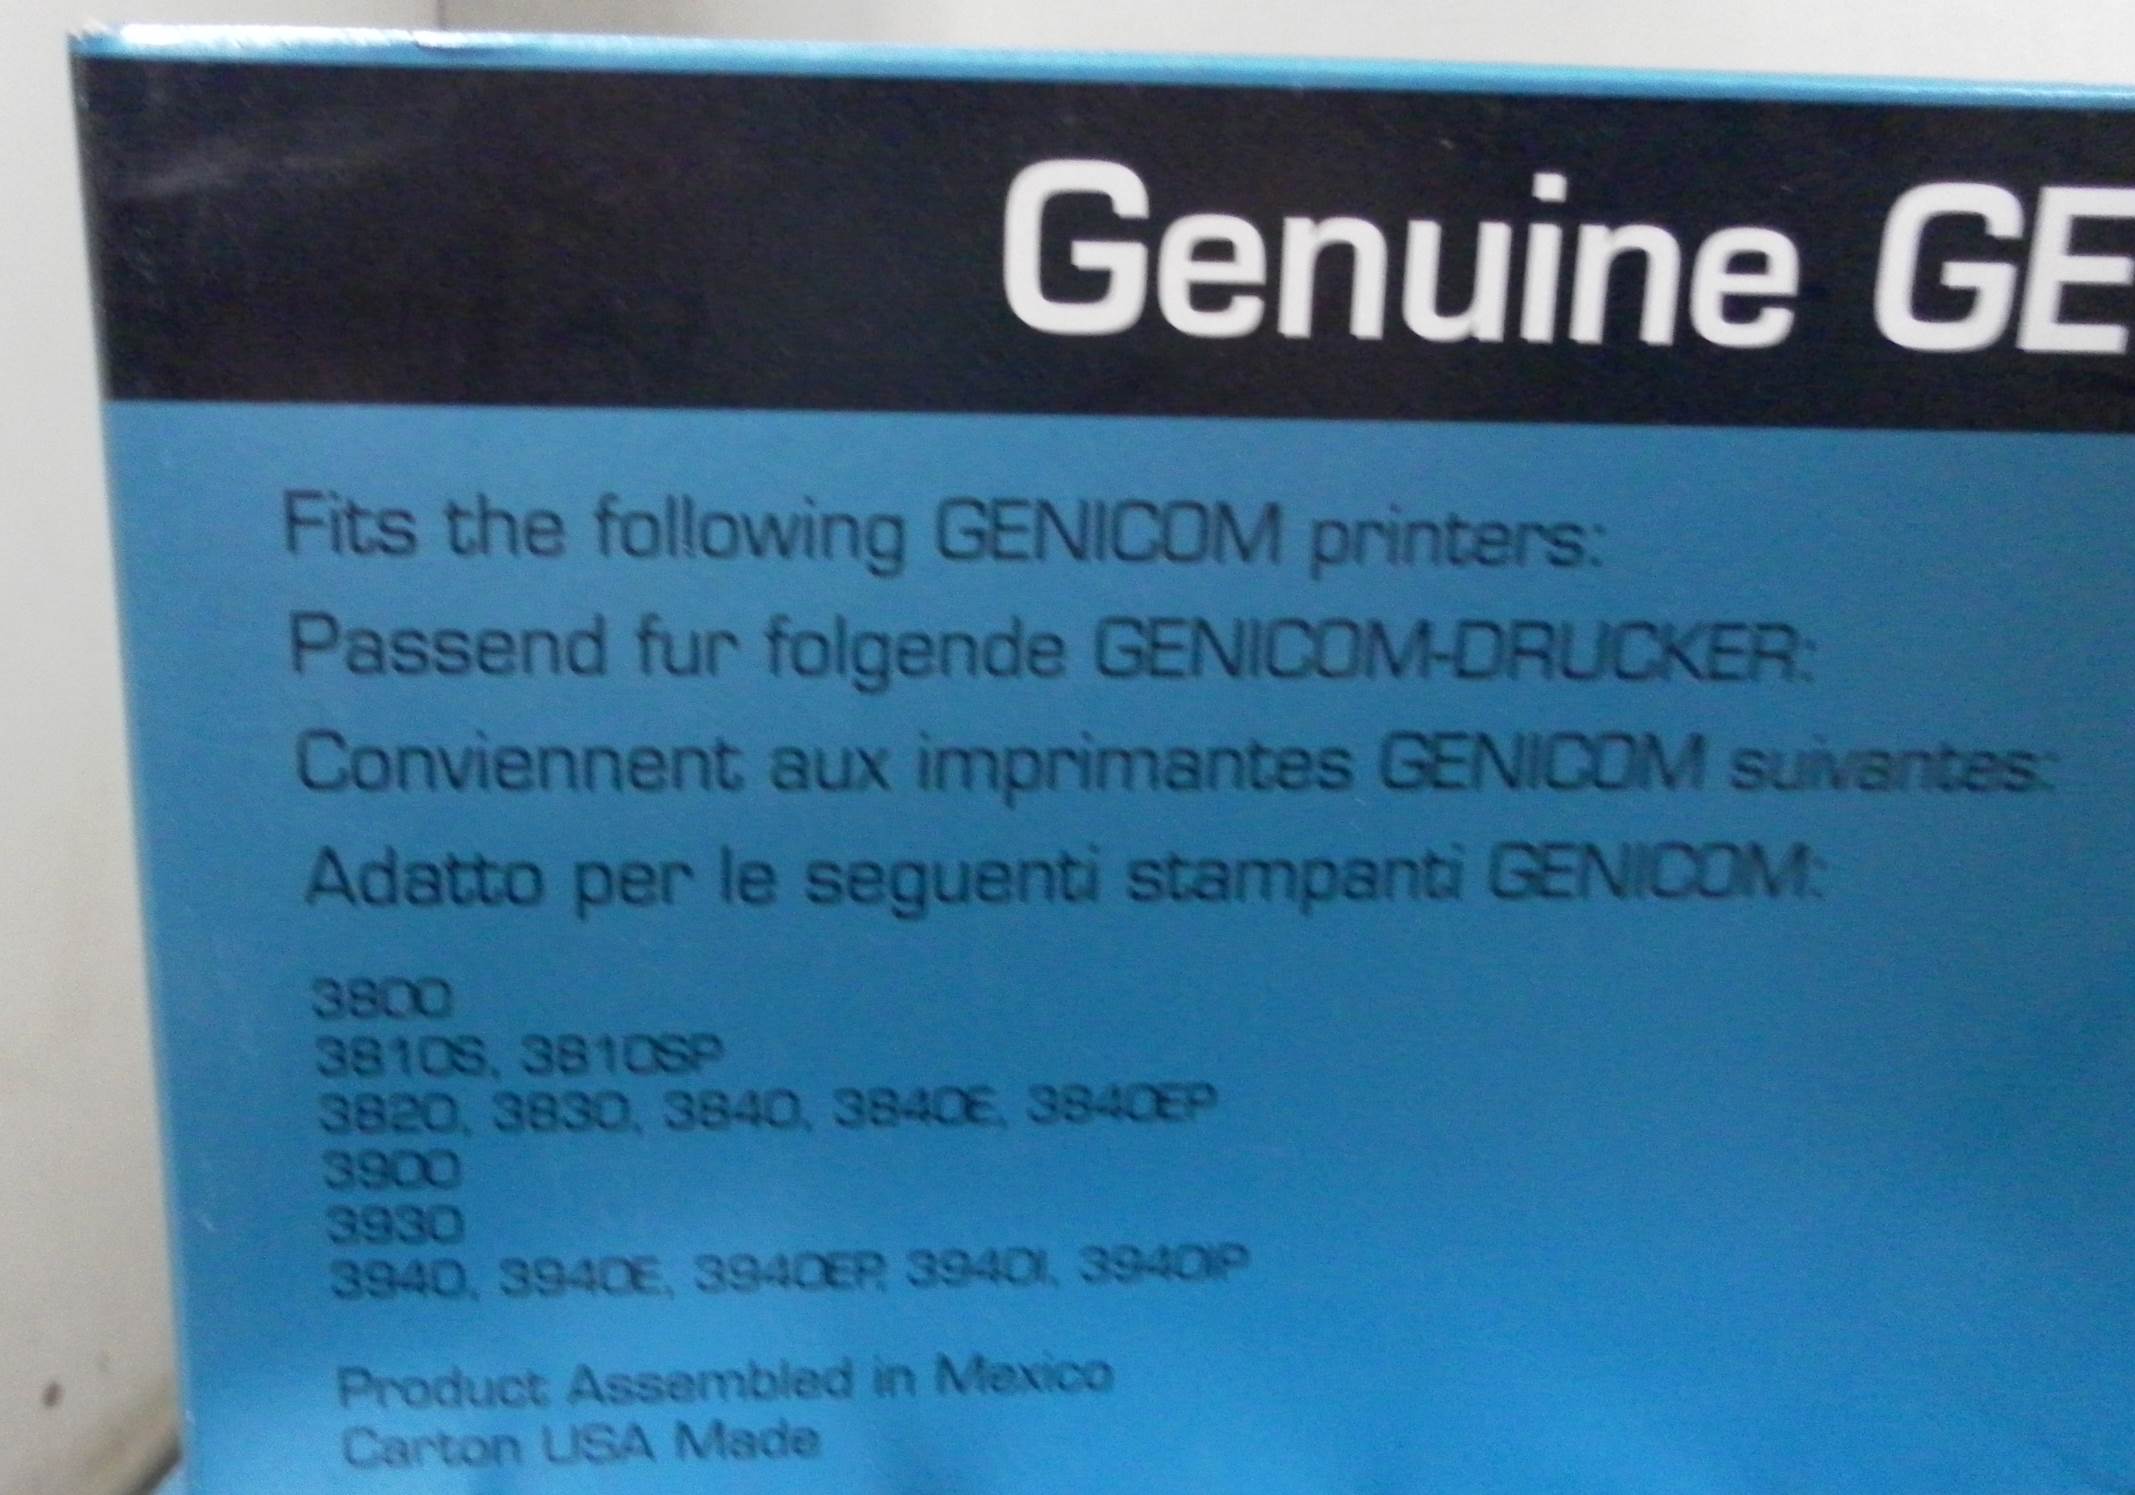 Genuine GE
Fits the following GENICOM printers:
Passend fur folgende GENICOM-DRUCKER:
Conviennent aux imprimantes GENICOM suivantes:
Adatto per le seguenti stampanti GENICOM:
3800
3810S, 3810SP
3820, 3830, 3840, 3840E, 3840EP
3900
3930
3940, 3940E, 3940EP, 3940I, 3940IP
Product Assembled in Mexico
Carton USA Made